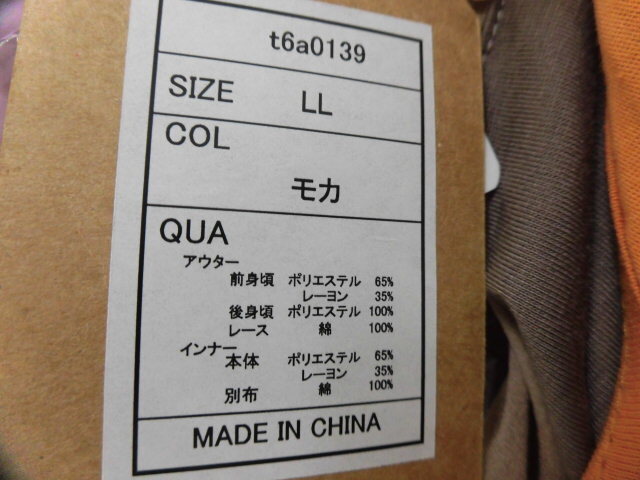 t6a0139
SIZE LL
COL
モカ
QUA
アウター
前身頃 ポリエステル 65%
レーヨン 35%
後身頃 ポリエステル 100%
レース 綿 100%
インナー
本体 ポリエステル 65%
レーヨン 35%
別布 綿 100%
MADE IN CHINA